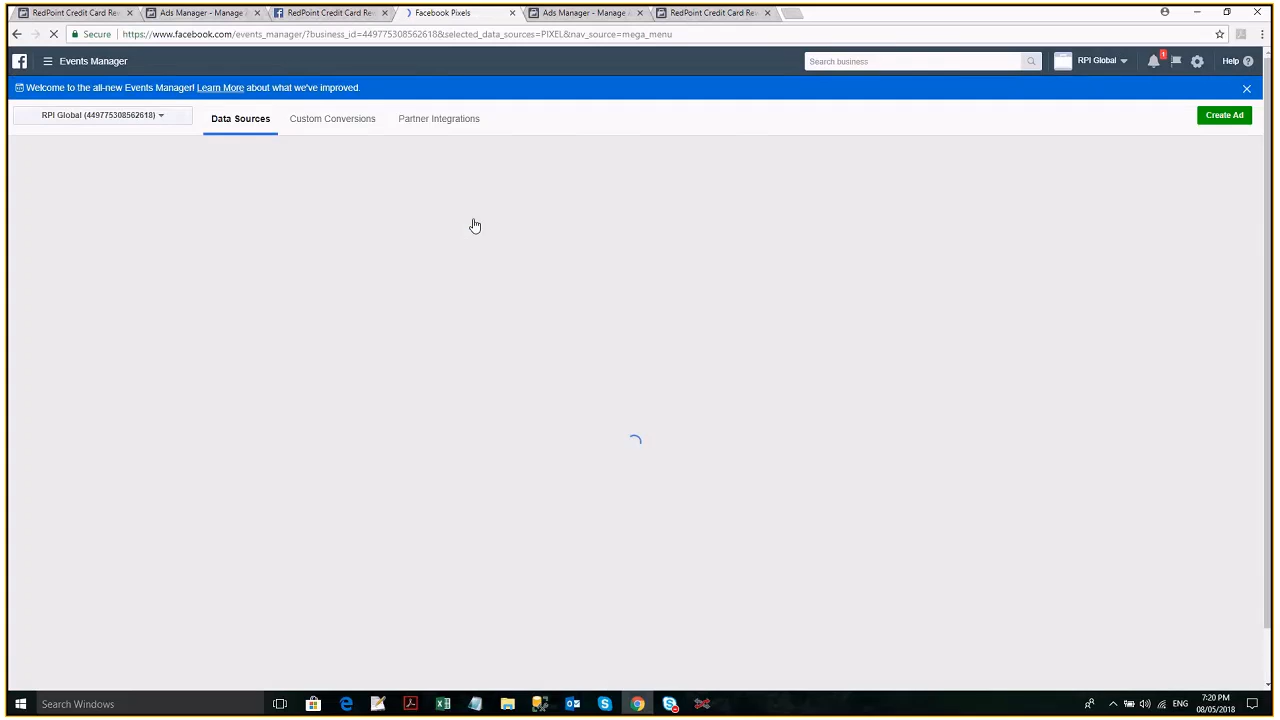 RedPoint Credit Card Re
Ads Manager - Manage A
RedPoint Credit Card Re
Facebook Pixels
Ads Manager - Manage
RedPoint Credit Card Re
Secure
https://www.facebook.com/events_manager/?business_id=449775308562618&selected_data_sources=PIXEL&nav_source=mega_menu
Events Manager
Search business
1
RPI Global
Help
Welcome to the all-new Events Manager! Learn More about what we've improved.
RPI Global (449775308562618)
Data Sources
Custom Conversions
Partner Integrations
Create Ad
Search Windows
ENG
7:20 PM
08/05/2018